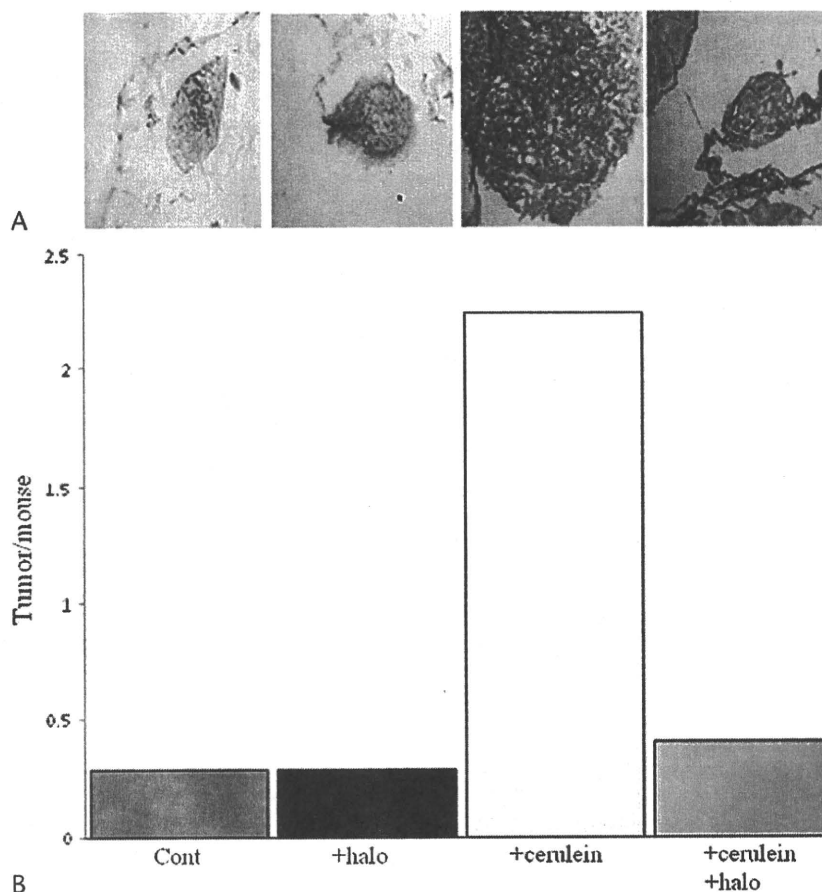 A
2.5
2
1.5
1
0.5
0
Tumor/mouse
Cont
+halo
+cerulein
+cerulein
+halo
B